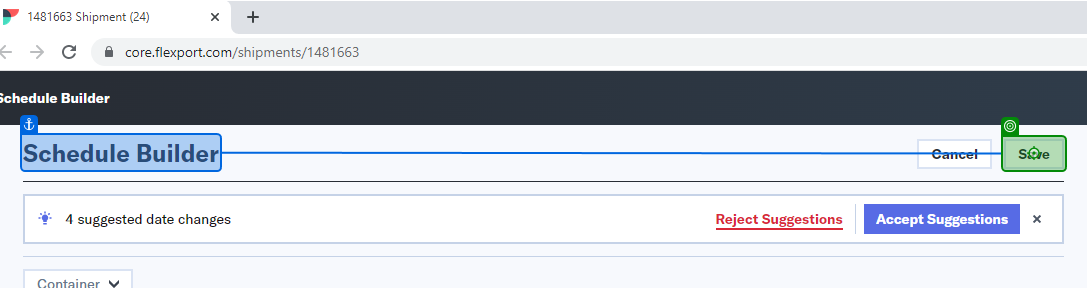 1481663 Shipment (24)
core.flexport.com/shipments/1481663
Schedule Builder
Schedule Builder
Cancel
Save
4 suggested date changes
Reject Suggestions
Accept Suggestions
Container